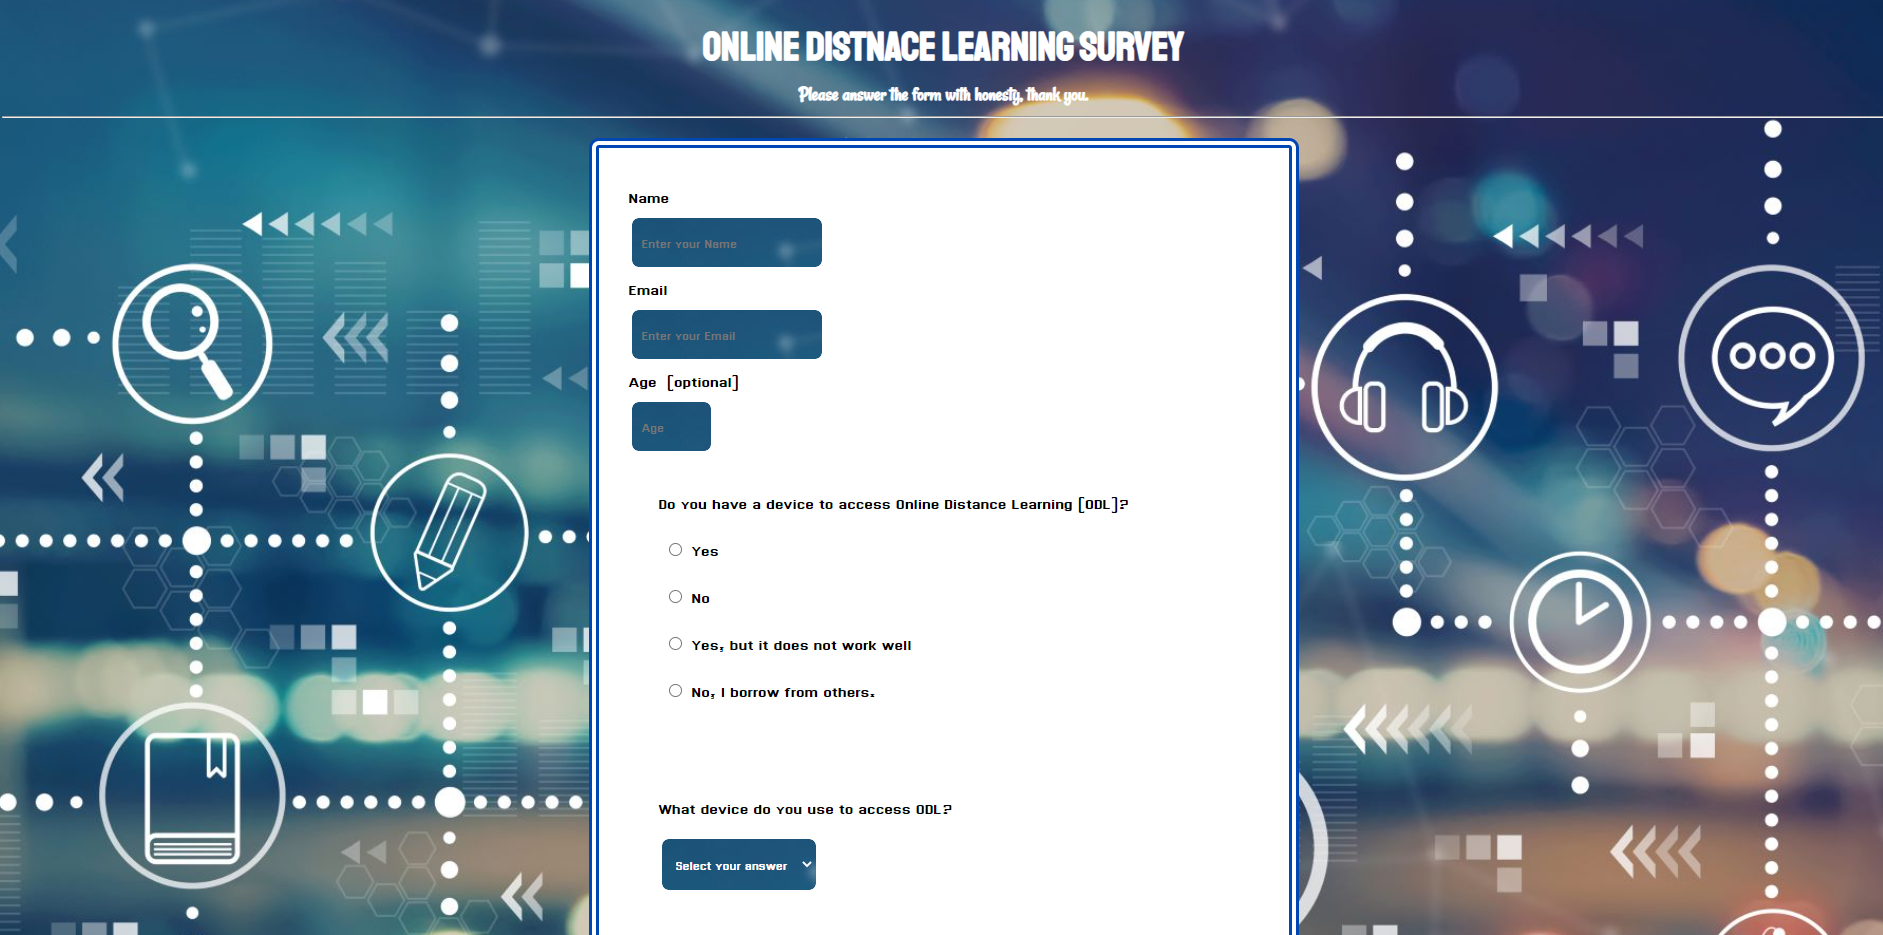 ONLINE DISTNACE LEARNING SURVEY
Please answer the form with honesty, thank you.
Name
Enter your Name
Email
Enter your Email
Age [optional]
Age
Do you have a device to access Online Distance Learning [ODL]?
Yes
No
Yes, but it does not work well
No, I borrow from others.
What device do you use to access ODL?
Select your answer